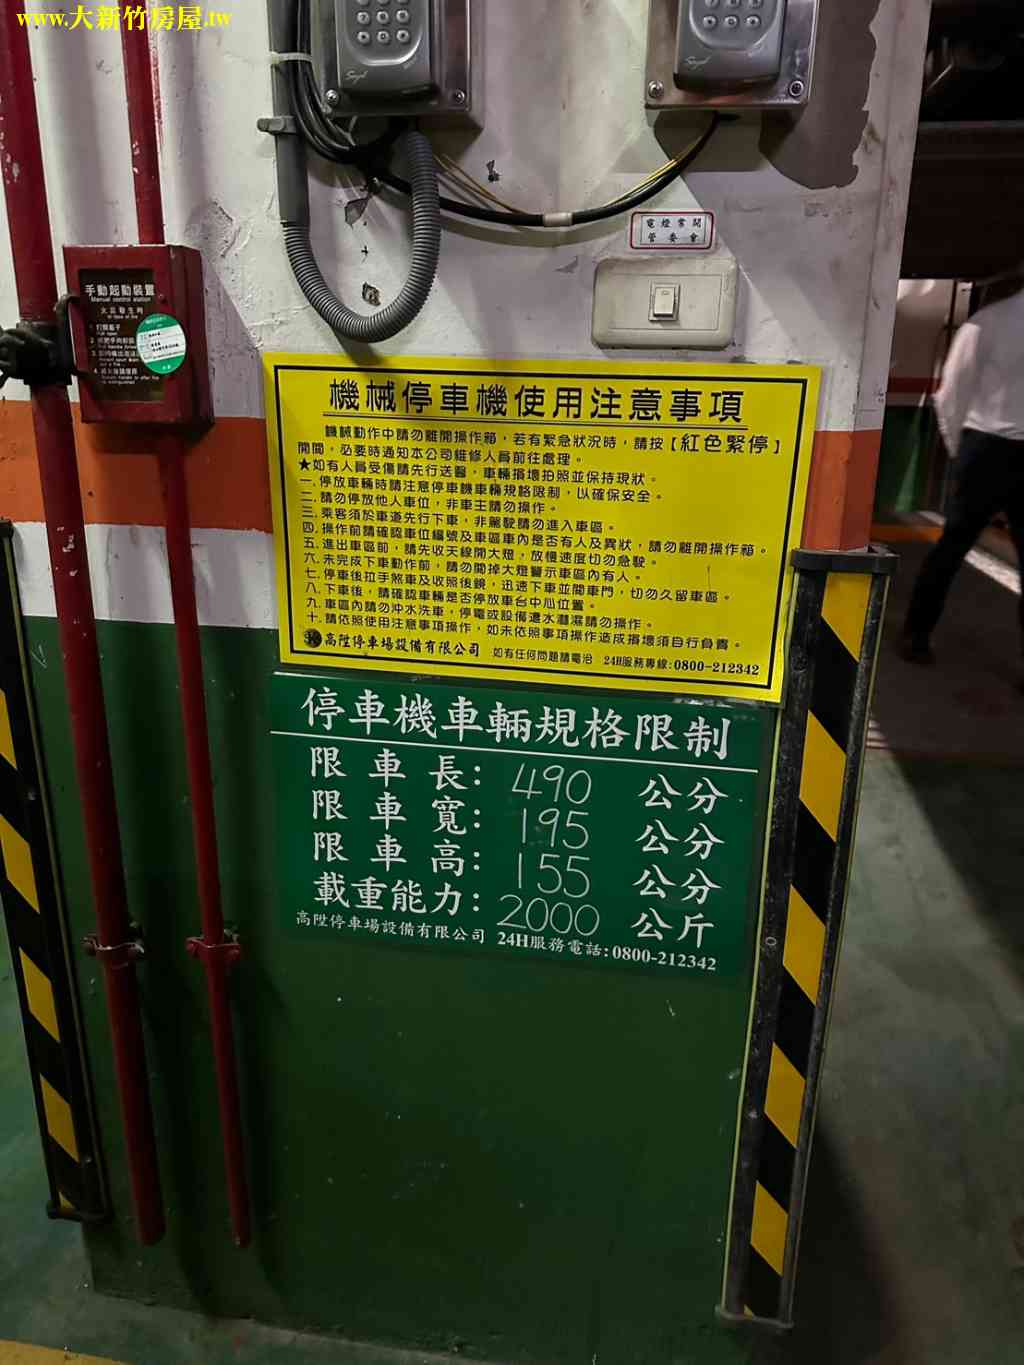 www.大新竹房屋.tw
電燈常開
管委會
手動起動裝置
Manual control station
火災發生時
機械停車機使用注意事項
機械動作中請勿離開操作箱，若有緊急狀況時，請按【紅色緊停】
開關，必要時通知本公司維修人員前往處理。
★如有人員受傷請先行送醫，車輛損壞拍照並保持現狀。
一.停放車輛時請注意停車機車輛規格限制，以確保安全。
二.請勿停放他人車位，非車主請勿操作。
三.乘客須於車道先行下車，非駕駛請勿進入車區。
四.操作前請確認車位編號及車區車內是否有人及異狀，請勿離開操作箱。
五.進出車區前，請先收天線開大燈，放慢速度切勿急駛。
六.未完成下車動作前，請勿關掉大燈警示車區內有人。
七.停車後拉手煞車及收照後鏡，迅速下車並關車門，切勿久留車區。
八.下車後，請確認車輛是否停放車台中心位置。
九.車區內請勿沖水洗車，停電或設備遭水潑濕請勿操作。
十.請依照使用注意事項操作，如未依照事項操作造成損壞須自行負責。
高陞停車場設備有限公司 如有任何問題請電洽 24H服務專線:0800-212342
停車機車輛規格限制
限車長: 490 公分
限車寬: 195 公分
限車高: 155 公分
載重能力: 2000 公斤
高陞停車場設備有限公司 24H服務電話:0800-212342